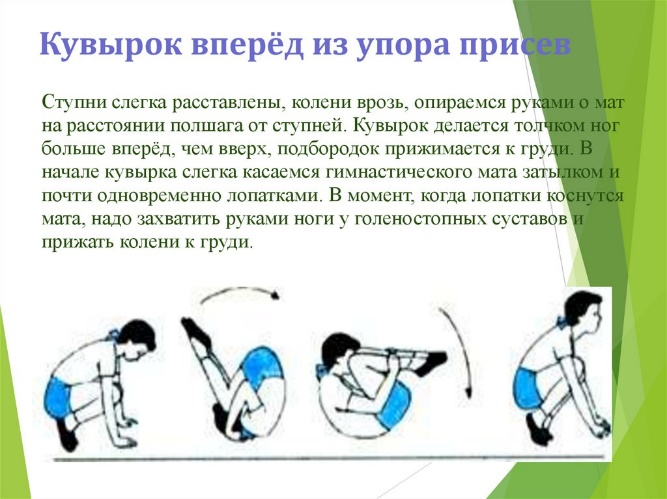 Кувырок вперёд из упора присев
Ступни слегка расставлены, колени врозь, опираемся руками о мат
на расстоянии полшага от ступней. Кувырок делается толчком ног
больше вперёд, чем вверх, подбородок прижимается к груди. В
начале кувырка слегка касаемся гимнастического мата затылком и
почти одновременно лопатками. В момент, когда лопатки коснутся
мата, надо захватить руками ноги у голеностопных суставов и
прижать колени к груди.